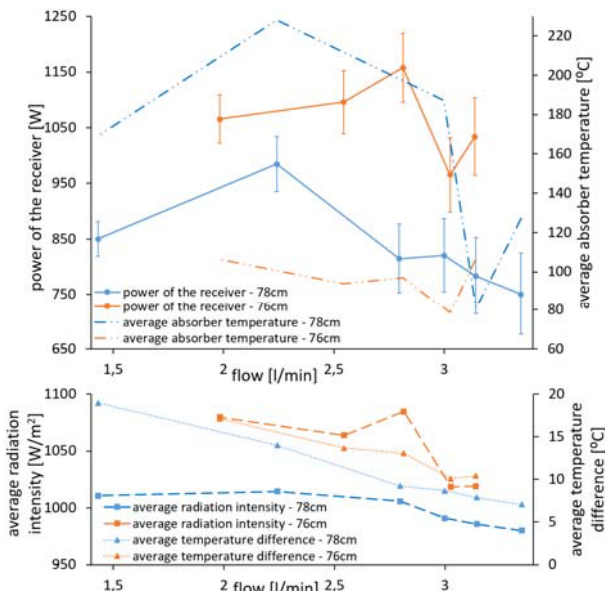 1250
1150
1050
950
850
750
650
power of the receiver [W]
220
200
180
160
140
120
100
80
60
average absorber temperature [⁰C]
power of the receiver - 78cm
power of the receiver - 76cm
average absorber temperature - 78cm
average absorber temperature - 76cm
1,5
2
2,5
3
flow [l/min]
1100
1050
1000
950
average radiation
intensity [W/m²]
20
15
10
5
0
average temperature
difference [⁰C]
average radiation intensity - 78cm
average radiation intensity - 76cm
average temperature difference - 78cm
average temperature difference - 76cm
1,5
2
2,5
3
flow [l/min]